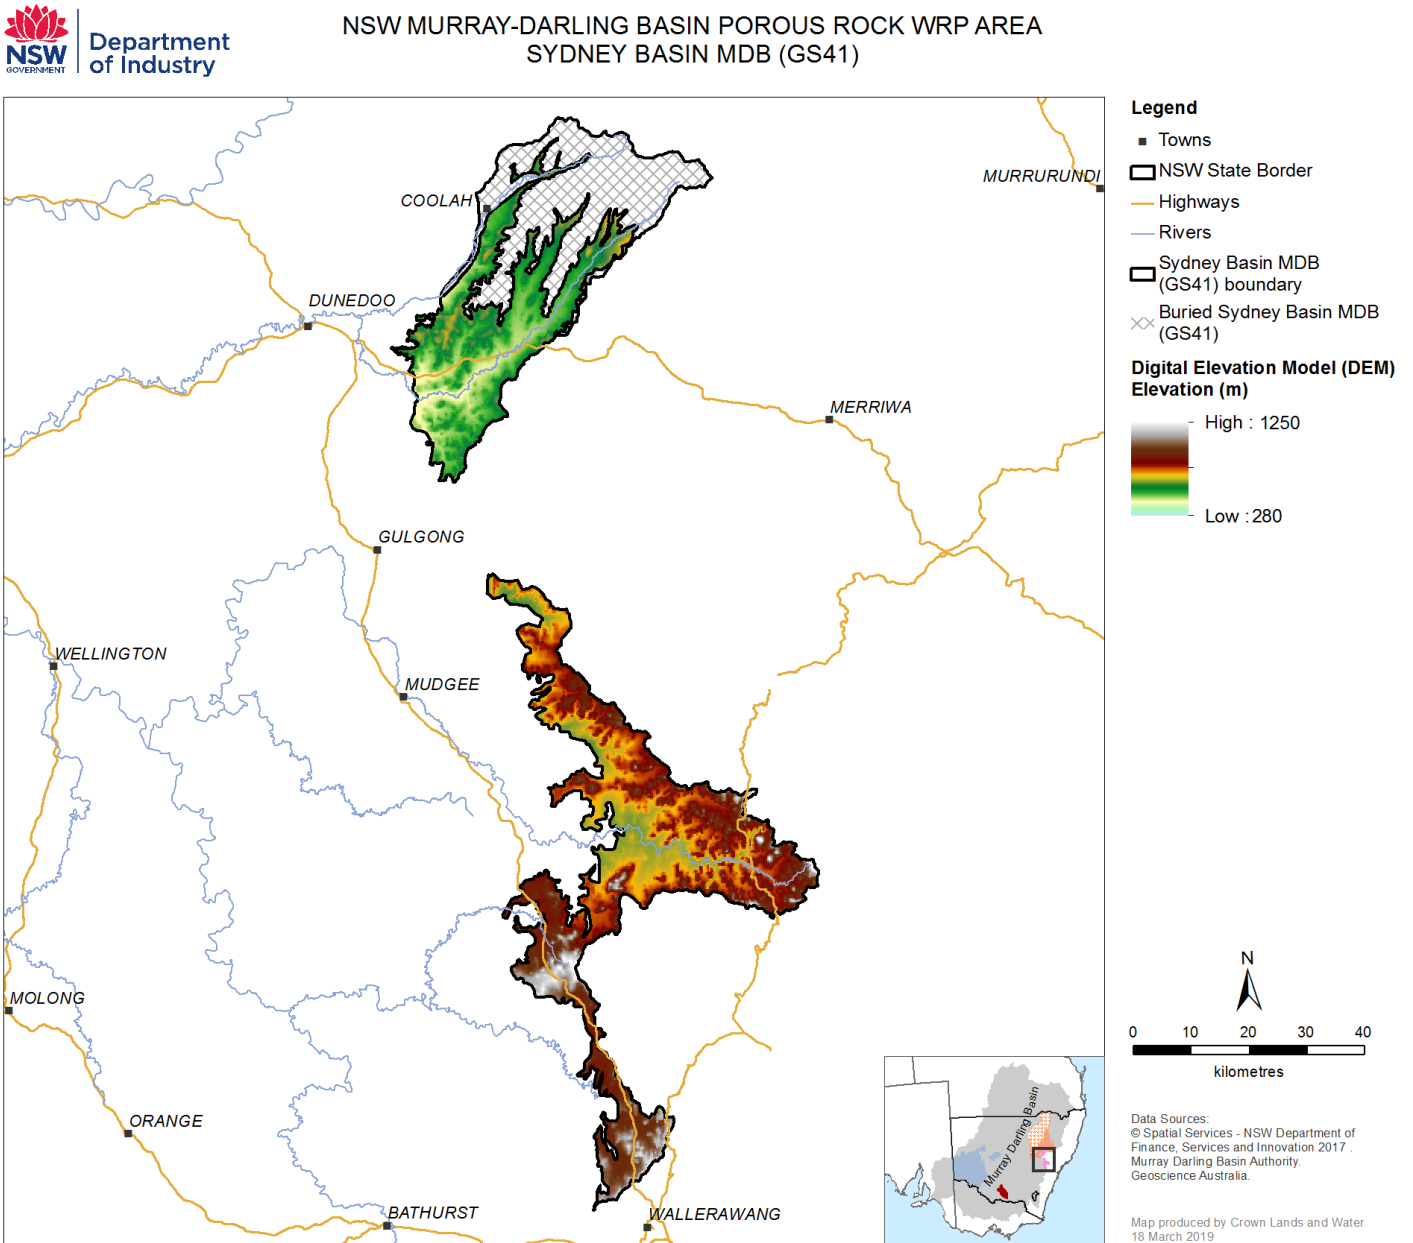 NSW
GOVERNMENT
Department
of Industry
NSW MURRAY-DARLING BASIN POROUS ROCK WRP AREA
SYDNEY BASIN MDB (GS41)
COOLAH
MURRURUNDI
DUNEDOO
MERRIWA
GULGONG
WELLINGTON
MUDGEE
MOLONG
ORANGE
BATHURST
WALLERAWANG
Murray Darling Basin
Legend
Towns
NSW State Border
Highways
Rivers
Sydney Basin MDB
(GS41) boundary
Buried Sydney Basin MDB
(GS41)
Digital Elevation Model (DEM)
Elevation (m)
High : 1250
Low : 280
N
0 10 20 30 40
kilometres
Data Sources:
© Spatial Services - NSW Department of
Finance, Services and Innovation 2017 .
Murray Darling Basin Authority.
Geoscience Australia.
Map produced by Crown Lands and Water
18 March 2019